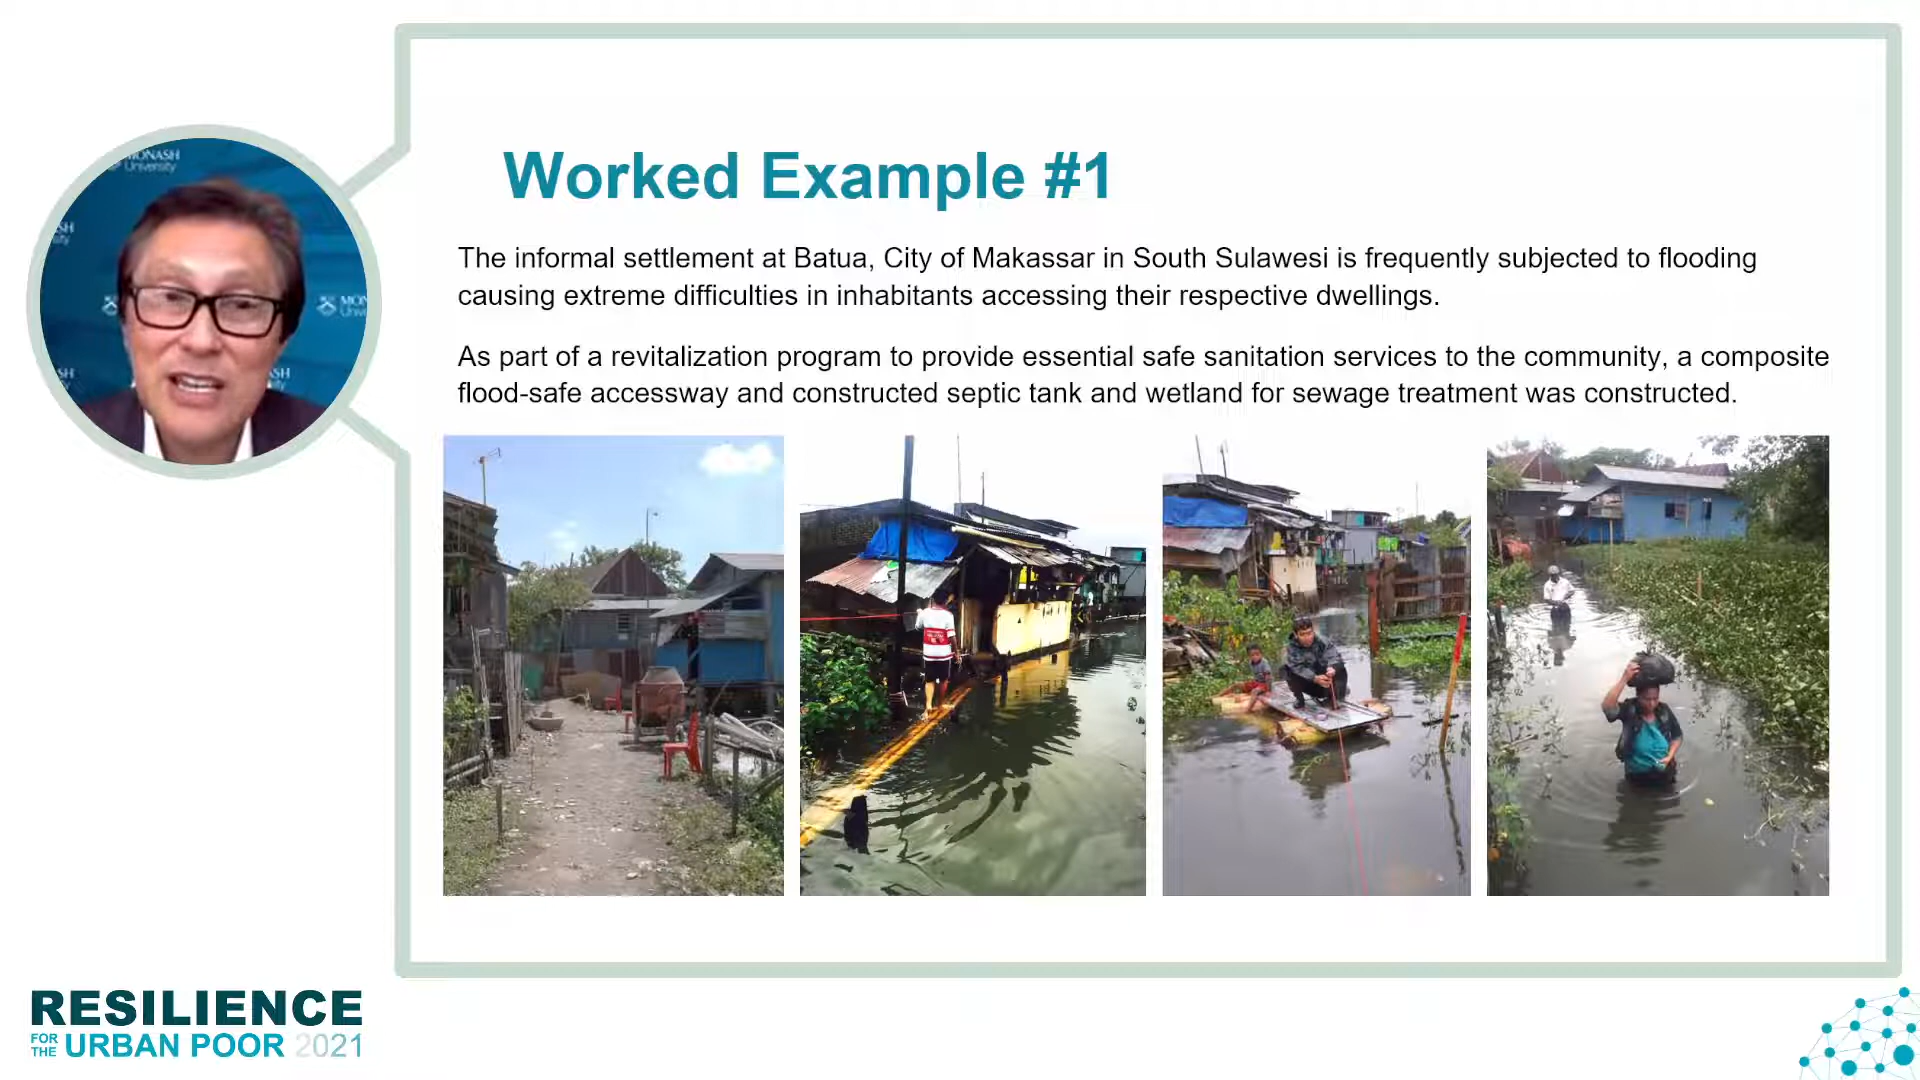 MONASH
University
Worked Example #1
The informal settlement at Batua, City of Makassar in South Sulawesi is frequently subjected to flooding
causing extreme difficulties in inhabitants accessing their respective dwellings.
As part of a revitalization program to provide essential safe sanitation services to the community, a composite
flood-safe accessway and constructed septic tank and wetland for sewage treatment was constructed.
RESILIENCE
FOR THE URBAN POOR 2021